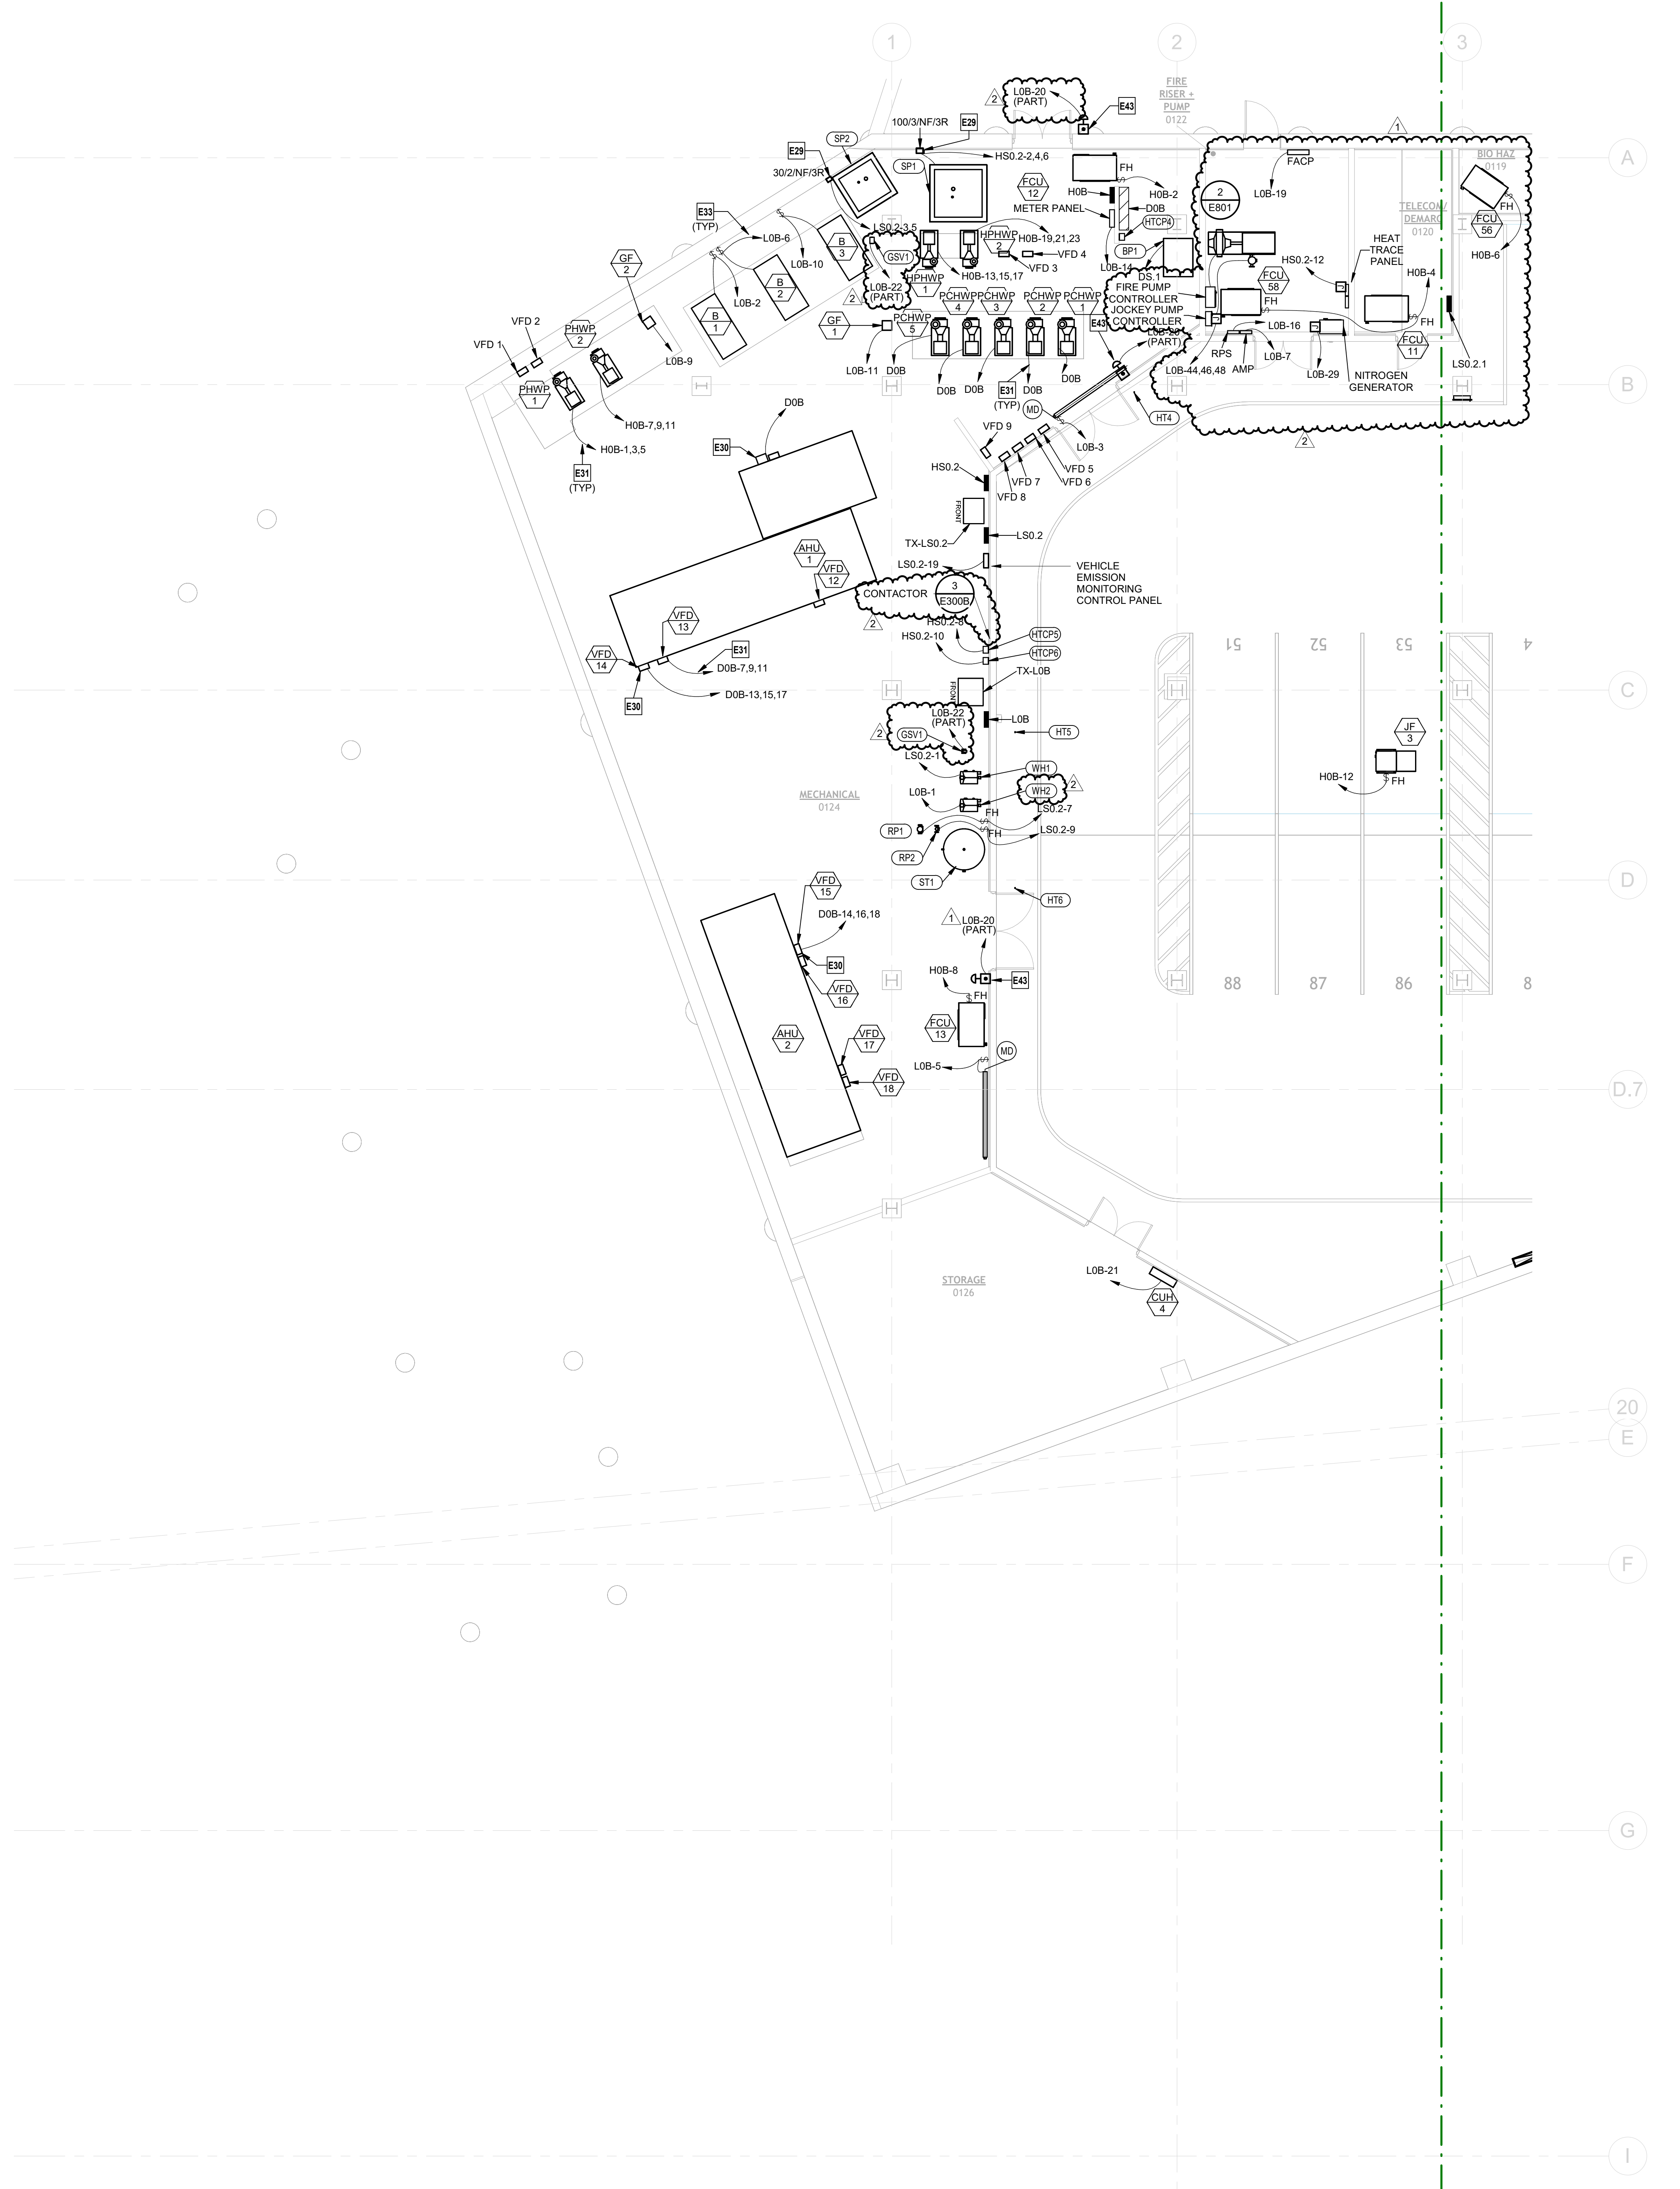 1
2
3
FIRE
RISER +
PUMP
0122
L0B-20
(PART)
2
E43
1
100/3/NF/3R
E29
SP2
E29
30/2/NF/3R
SP1
HS0.2-2,4,6
FCU
12
FH
H0B
H0B-2
METER PANEL
D0B
HTCP4
FACP
L0B-19
2
E801
BIO HAZ
0119
A
TELECOM/
DEMARC
0120
FCU
56
FH
H0B-6
E33
(TYP)
L0B-6
L0B-10
L0B-2
LS0.2-3,5
GSV1
L0B-22
(PART)
2
B
3
B
2
B
1
HPHWP
2
H0B-19,21,23
VFD 3
VFD 4
H0B-13,15,17
HPHWP
1
BP1
L0B-14
DS.1
FIRE PUMP
CONTROLLER
JOCKEY PUMP
CONTROLLER
HEAT
TRACE
PANEL
HS0.2-12
FCU
58
FH
H0B-4
GF
2
L0B-9
VFD 2
VFD 1
PHWP
2
PHWP
1
GF
1
L0B-11
PCHWP
5
PCHWP
4
PCHWP
3
PCHWP
2
PCHWP
1
E43
L0B-20
(PART)
D0B
D0B
D0B
D0B
D0B
E31
(TYP)
L0B-16
RPS
AMP
L0B-7
L0B-44,46,48
L0B-29
NITROGEN
GENERATOR
FH
FCU
11
LS0.2.1
B
2
HT4
MD
L0B-3
D0B
H0B-7,9,11
H0B-1,3,5
E31
(TYP)
E30
VFD 9
VFD 5
VFD 6
VFD 7
VFD 8
HS0.2
FRONT
TX-LS0.2
LS0.2
LS0.2-19
VEHICLE
EMISSION
MONITORING
CONTROL PANEL
AHU
1
VFD
12
CONTACTOR
3
E300B
2
HS0.2-8
HS0.2-10
HTCP5
HTCP6
VFD
13
VFD
14
E31
D0B-7,9,11
D0B-13,15,17
E30
TX-L0B
FRONT
L0B-22
(PART)
L0B
2
GSV1
HT5
LS0.2-1
WH1
L0B-1
WH2
2
LS0.2-7
FH
FH
LS0.2-9
RP1
RP2
ST1
MECHANICAL
0124
51
52
53
4
C
JF
3
H0B-12
FH
D
VFD
15
D0B-14,16,18
E30
VFD
16
HT6
1
L0B-20
(PART)
H0B-8
E43
FH
FCU
13
AHU
2
VFD
17
VFD
18
MD
L0B-5
88
87
86
8
D.7
STORAGE
0126
L0B-21
CUH
4
20
E
F
G
I